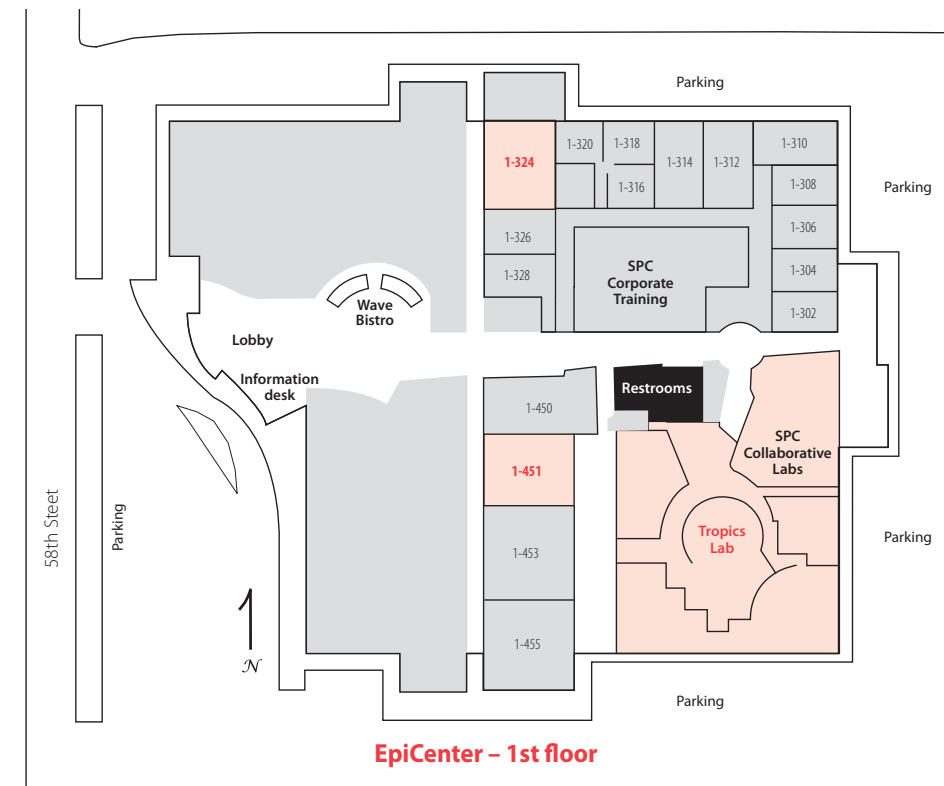 Parking
1-320
1-318
1-310
1-324
1-314
1-312
1-316
1-308
Parking
1-326
1-306
1-328
SPC
Corporate
Training
1-304
Wave
Bistro
1-302
Lobby
Information
desk
Restrooms
1-450
SPC
Collaborative
Labs
1-451
58th Steet
Parking
Tropics
Lab
Parking
1-453
1-455
N
Parking
EpiCenter – 1st floor